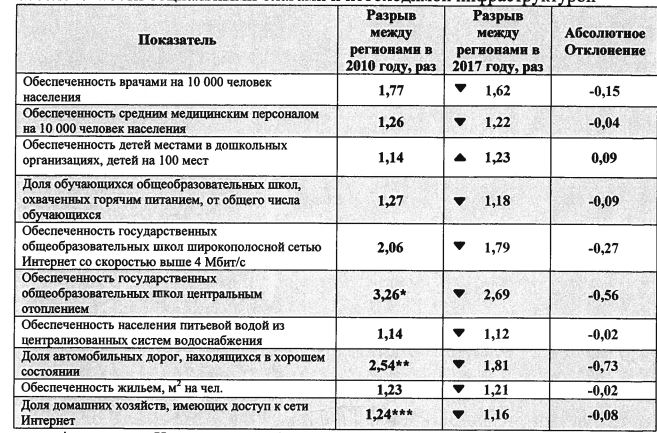 Показатель
Разрыв
между
регионами в
2010 году, раз
Разрыв
между
регионами в
2017 году, раз
Абсолютное
Отклонение
Обеспеченность врачами на 10 000 человек
населения
1,77
▼ 1,62
-0,15
Обеспеченность средним медицинским персоналом
на 10 000 человек населения
1,26
▼ 1,22
-0,04
Обеспеченность детей местами в дошкольных
организациях, детей на 100 мест
1,14
▲ 1,23
0,09
Доля обучающихся общеобразовательных школ,
охваченных горячим питанием, от общего числа
обучающихся
1,27
▼ 1,18
-0,09
Обеспеченность государственных
общеобразовательных школ широкополосной сетью
Интернет со скоростью выше 4 Мбит/с
2,06
▼ 1,79
-0,27
Обеспеченность государственных
общеобразовательных школ центральным
отоплением
3,26*
▼ 2,69
-0,56
Обеспеченность населения питьевой водой из
централизованных систем водоснабжения
1,14
▼ 1,12
-0,02
Доля автомобильных дорог, находящихся в хорошем
состоянии
2,54**
▼ 1,81
-0,73
Обеспеченность жильем, м² на чел.
1,23
▼ 1,21
-0,02
Доля домашних хозяйств, имеющих доступ к сети
Интернет
1,24***
▼ 1,16
-0,08